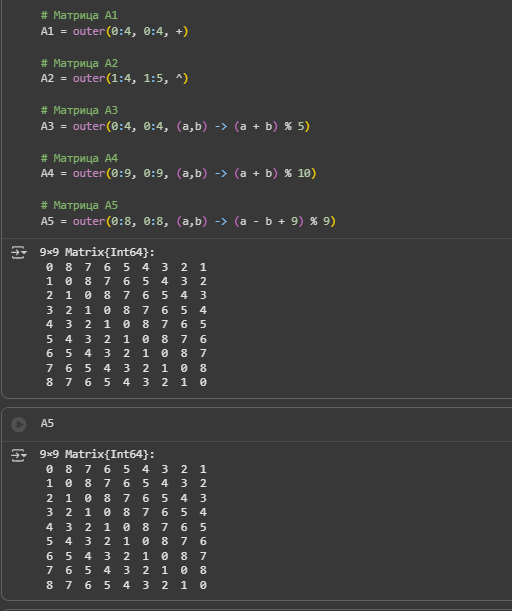 # Матрица A1
A1 = outer(0:4, 0:4, +)
# Матрица A2
A2 = outer(1:4, 1:5, ^)
# Матрица A3
A3 = outer(0:4, 0:4, (a,b) -> (a + b) % 5)
# Матрица A4
A4 = outer(0:9, 0:9, (a,b) -> (a + b) % 10)
# Матрица A5
A5 = outer(0:8, 0:8, (a,b) -> (a - b + 9) % 9)
9×9 Matrix{Int64}:
0 8 7 6 5 4 3 2 1
1 0 8 7 6 5 4 3 2
2 1 0 8 7 6 5 4 3
3 2 1 0 8 7 6 5 4
4 3 2 1 0 8 7 6 5
5 4 3 2 1 0 8 7 6
6 5 4 3 2 1 0 8 7
7 6 5 4 3 2 1 0 8
8 7 6 5 4 3 2 1 0
A5
9×9 Matrix{Int64}:
0 8 7 6 5 4 3 2 1
1 0 8 7 6 5 4 3 2
2 1 0 8 7 6 5 4 3
3 2 1 0 8 7 6 5 4
4 3 2 1 0 8 7 6 5
5 4 3 2 1 0 8 7 6
6 5 4 3 2 1 0 8 7
7 6 5 4 3 2 1 0 8
8 7 6 5 4 3 2 1 0